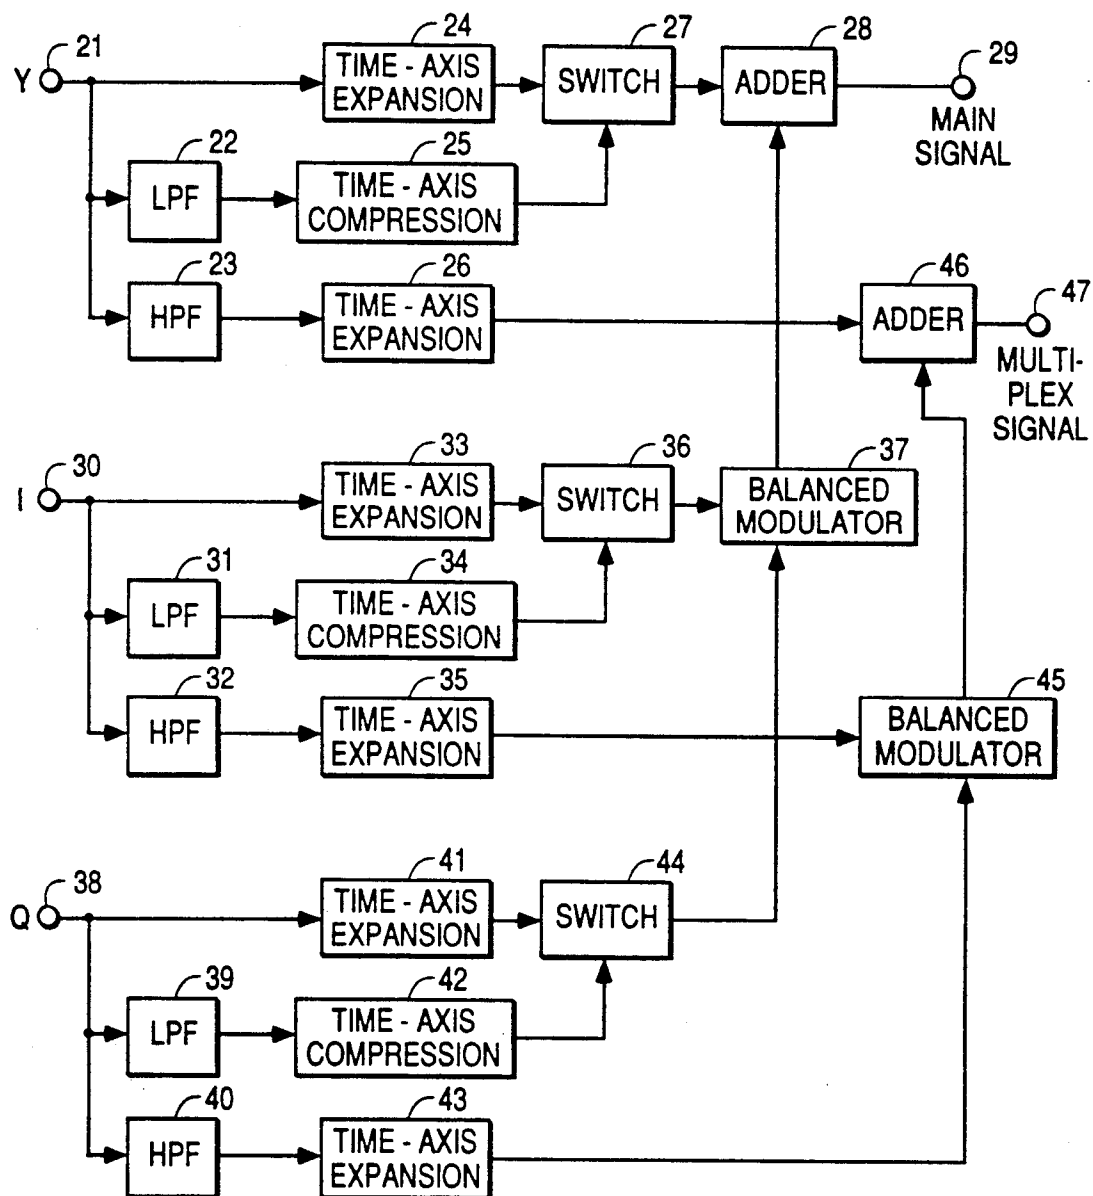 21
24
27
28
29
Y
TIME - AXIS
EXPANSION
SWITCH
ADDER
MAIN
SIGNAL
22
25
LPF
TIME - AXIS
COMPRESSION
23
26
46
47
HPF
TIME - AXIS
EXPANSION
ADDER
MULTI-
PLEX
SIGNAL
30
33
36
37
I
TIME - AXIS
EXPANSION
SWITCH
BALANCED
MODULATOR
31
34
LPF
TIME - AXIS
COMPRESSION
32
35
45
HPF
TIME - AXIS
EXPANSION
BALANCED
MODULATOR
38
41
44
Q
TIME - AXIS
EXPANSION
SWITCH
39
42
LPF
TIME - AXIS
COMPRESSION
40
43
HPF
TIME - AXIS
EXPANSION